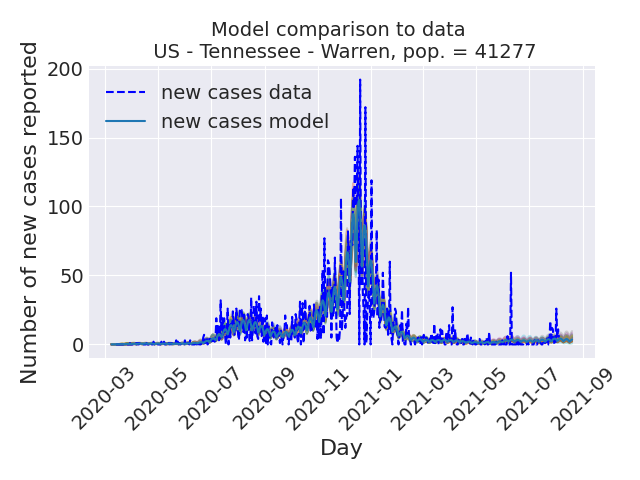 Model comparison to data
US - Tennessee - Warren, pop. = 41277
Number of new cases reported
200
150
100
50
0
new cases data
new cases model
2020-03
2020-05
2020-07
2020-09
2020-11
2021-01
2021-03
2021-05
2021-07
2021-09
Day